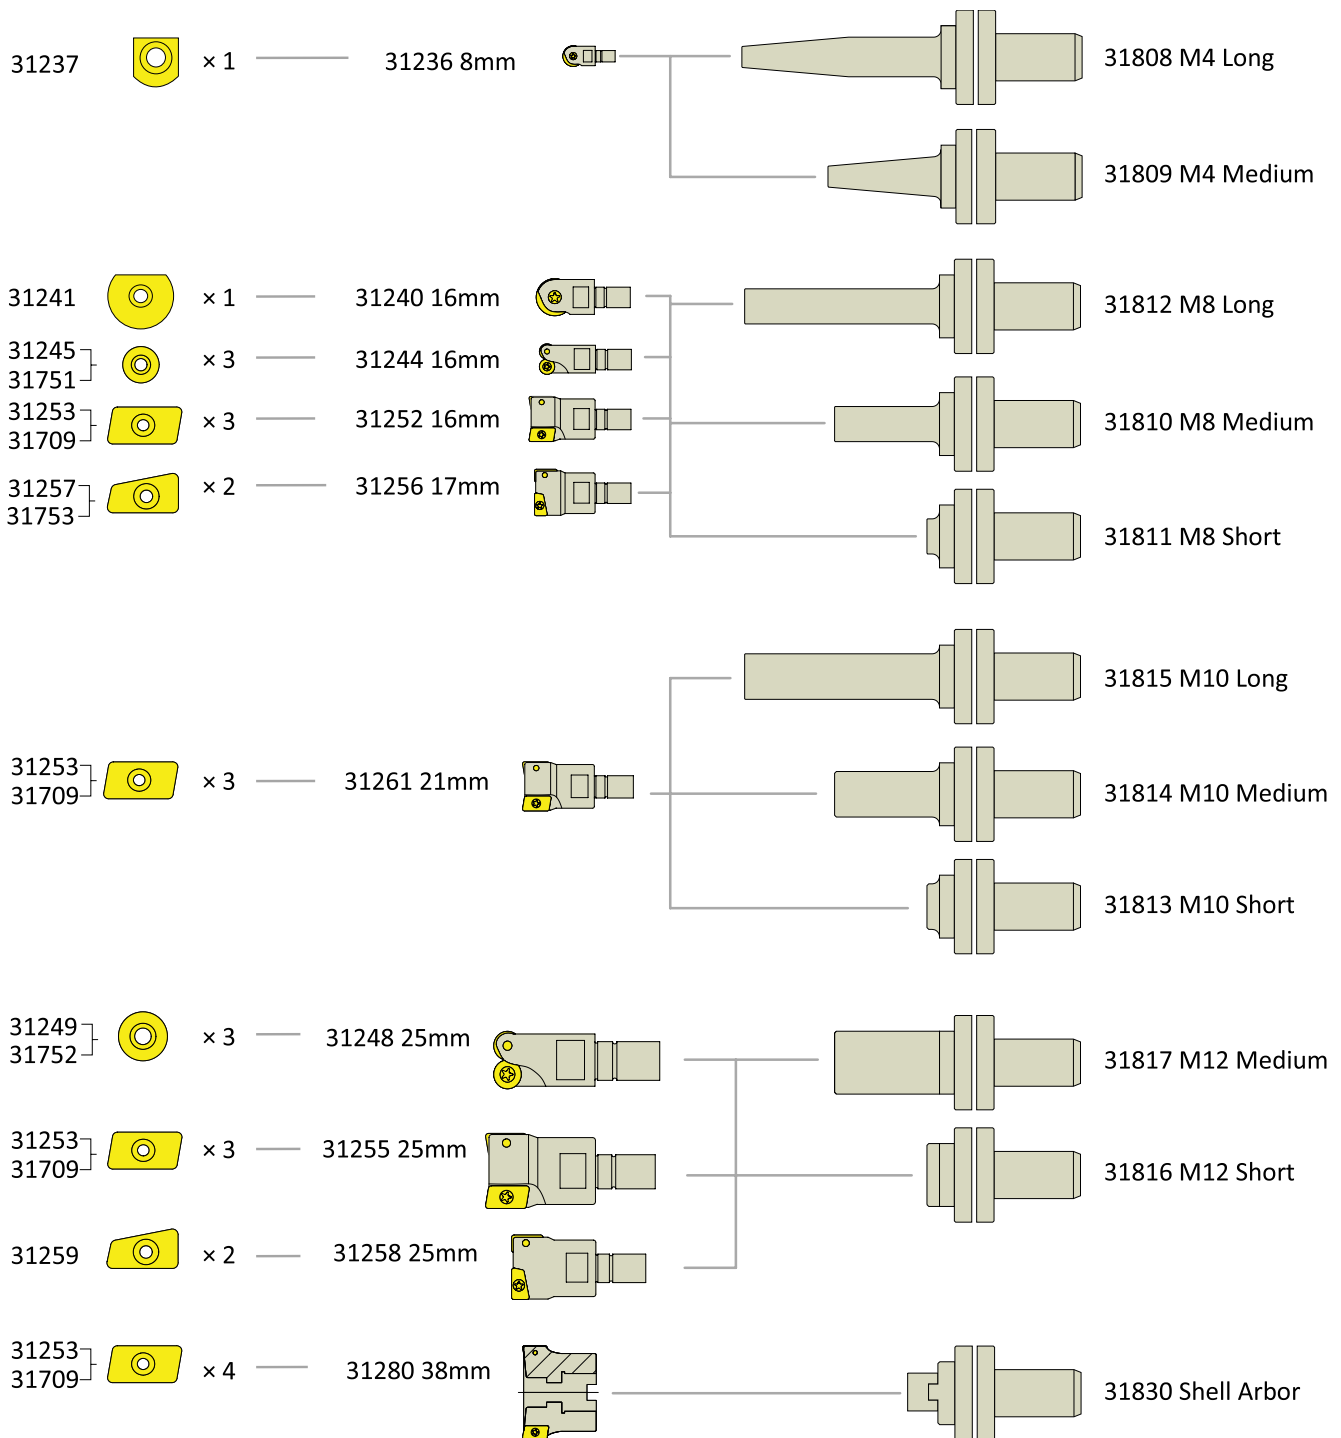 31237 × 1 31236 8mm 31808 M4 Long
31809 M4 Medium
31241 × 1 31240 16mm 31812 M8 Long
31245
31751 × 3 31244 16mm
31253
31709 × 3 31252 16mm 31810 M8 Medium
31257
31753 × 2 31256 17mm
31811 M8 Short
31815 M10 Long
31253
31709 × 3 31261 21mm 31814 M10 Medium
31813 M10 Short
31249
31752 × 3 31248 25mm 31817 M12 Medium
31253
31709 × 3 31255 25mm 31816 M12 Short
31259 × 2 31258 25mm
31253
31709 × 4 31280 38mm 31830 Shell Arbor